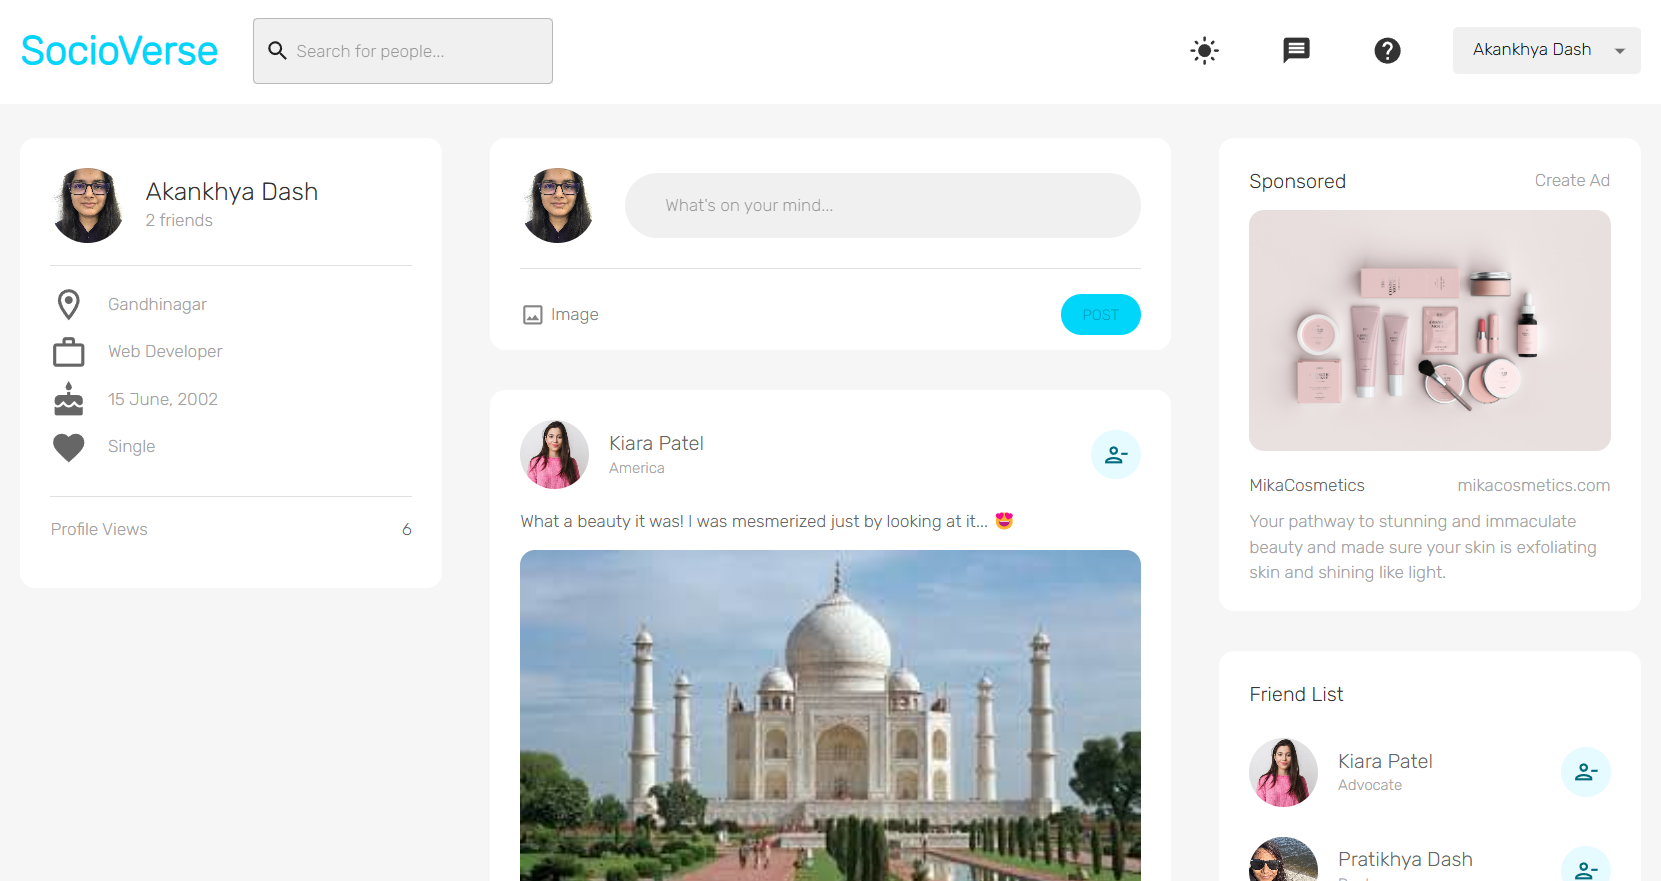 SocioVerse
Search for people...
Akankhya Dash
Akankhya Dash
2 friends
Gandhinagar
Web Developer
15 June, 2002
Single
Profile Views 6
What's on your mind...
Image
POST
Kiara Patel
America
What a beauty it was! I was mesmerized just by looking at it... 😍
Sponsored
Create Ad
MikaCosmetics
mikacosmetics.com
Your pathway to stunning and immaculate
beauty and made sure your skin is exfoliating
skin and shining like light.
Friend List
Kiara Patel
Advocate
Pratikhya Dash